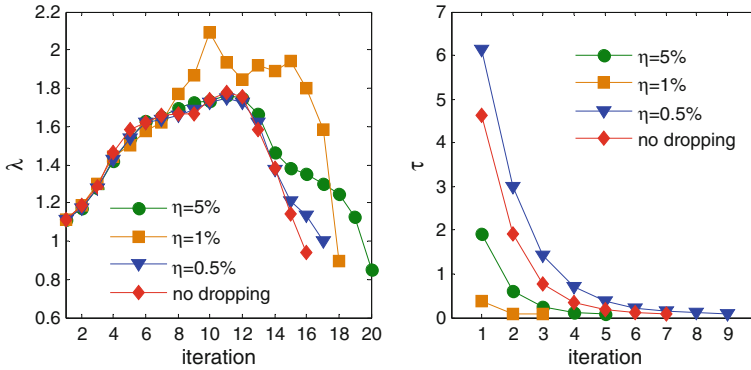 2.2
2
1.8
1.6
1.4
1.2
1
0.8
0.6
λ
η=5%
η=1%
η=0.5%
no dropping
2 4 6 8 10 12 14 16 18 20
iteration
7
6
5
4
3
2
1
0
τ
η=5%
η=1%
η=0.5%
no dropping
1 2 3 4 5 6 7 8 9
iteration